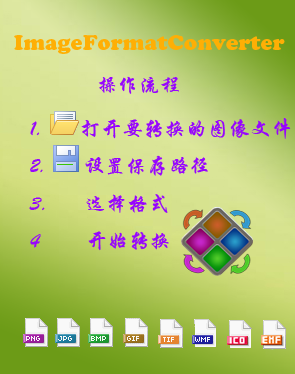 ImageFormatConverter
操作流程
1. 打开要转换的图像文件
2. 设置保存路径
3. 选择格式
4 开始转换
PNG JPG BMP GIF TIF WMF ICO EMF